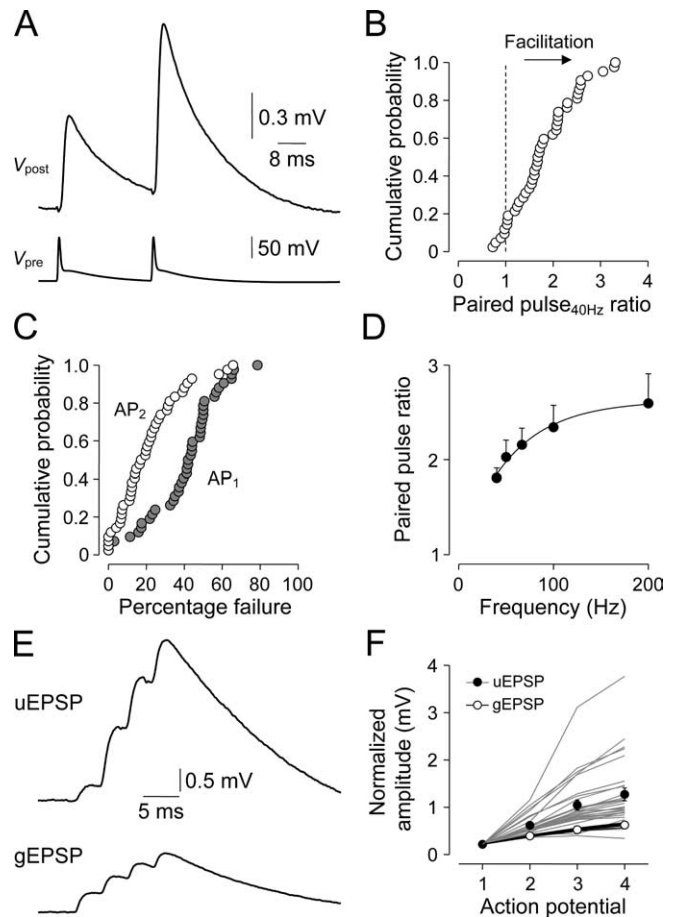 A
0.3 mV
8 ms
Vpost
50 mV
Vpre
B
Facilitation
Cumulative probability
1.0
0.8
0.6
0.4
0.2
0
0 1 2 3 4
Paired pulse40Hz ratio
C
Cumulative probability
1.0
0.8
0.6
0.4
0.2
0
AP2
AP1
0 20 40 60 80 100
Percentage failure
D
Paired pulse ratio
3
2
1
0 100 200
Frequency (Hz)
E
uEPSP
0.5 mV
5 ms
gEPSP
F
Normalized
amplitude (mV)
4
3
2
1
0
uEPSP
gEPSP
1 2 3 4
Action potential